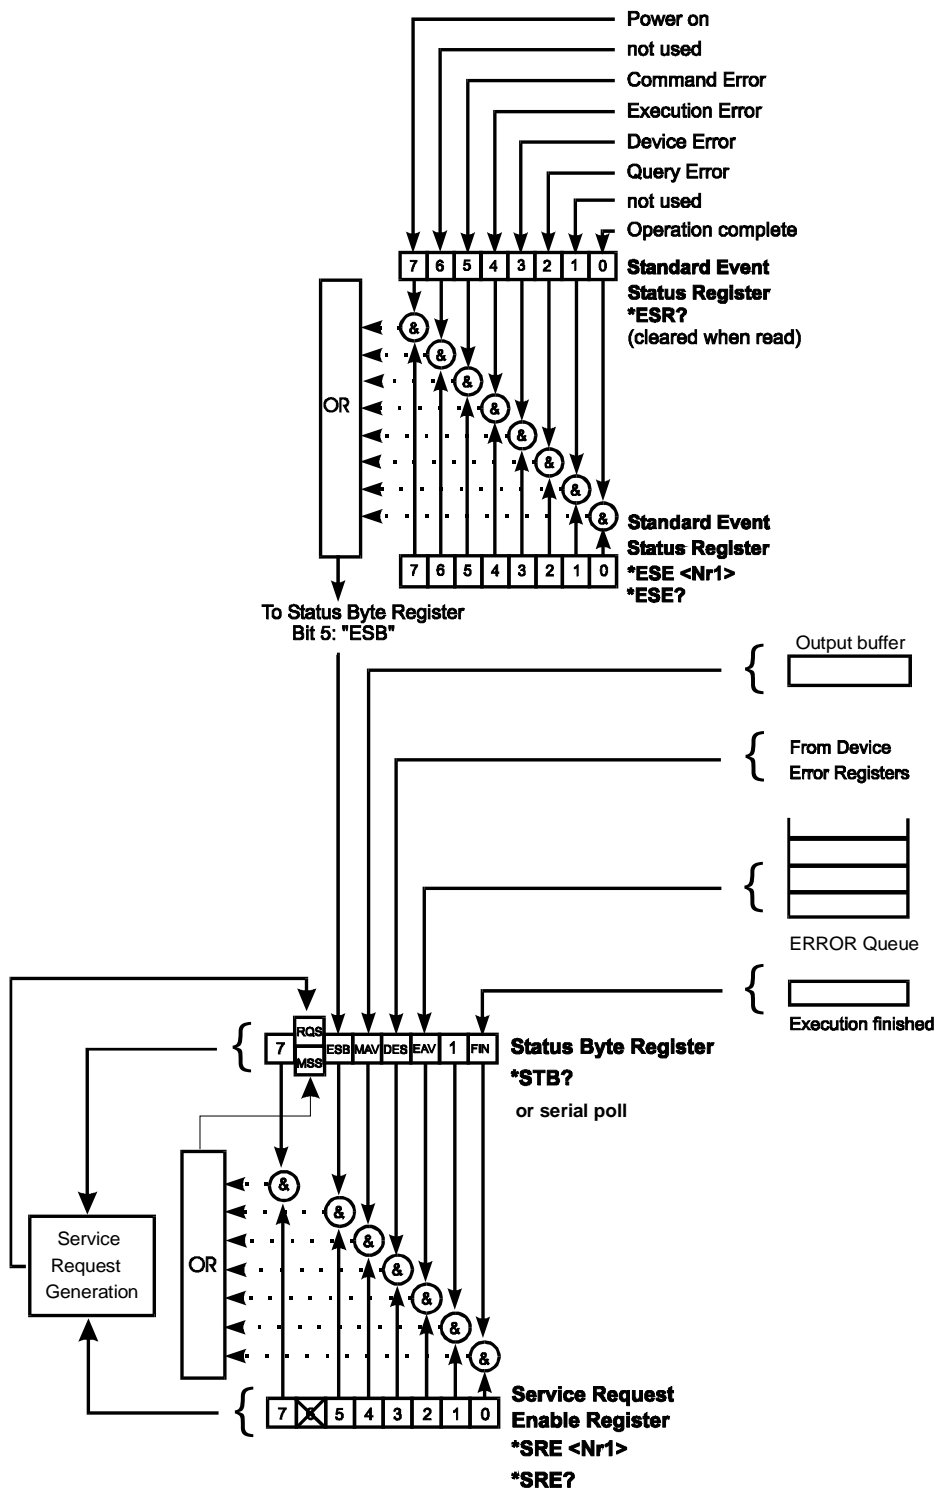 Power on
not used
Command Error
Execution Error
Device Error
Query Error
not used
Operation complete
7 6 5 4 3 2 1 0
Standard Event
Status Register
*ESR?
(cleared when read)
&
&
&
OR
&
&
&
&
&
Standard Event
Status Register
*ESE <Nr1>
*ESE?
7 6 5 4 3 2 1 0
To Status Byte Register
Bit 5: "ESB"
Output buffer
From Device
Error Registers
ERROR Queue
Execution finished
7 RQS MSS ESB MAV DES EAV 1 FIN
Status Byte Register
*STB?
or serial poll
&
&
&
Service
Request
Generation
OR
&
&
&
&
7 6 5 4 3 2 1 0
Service Request
Enable Register
*SRE <Nr1>
*SRE?